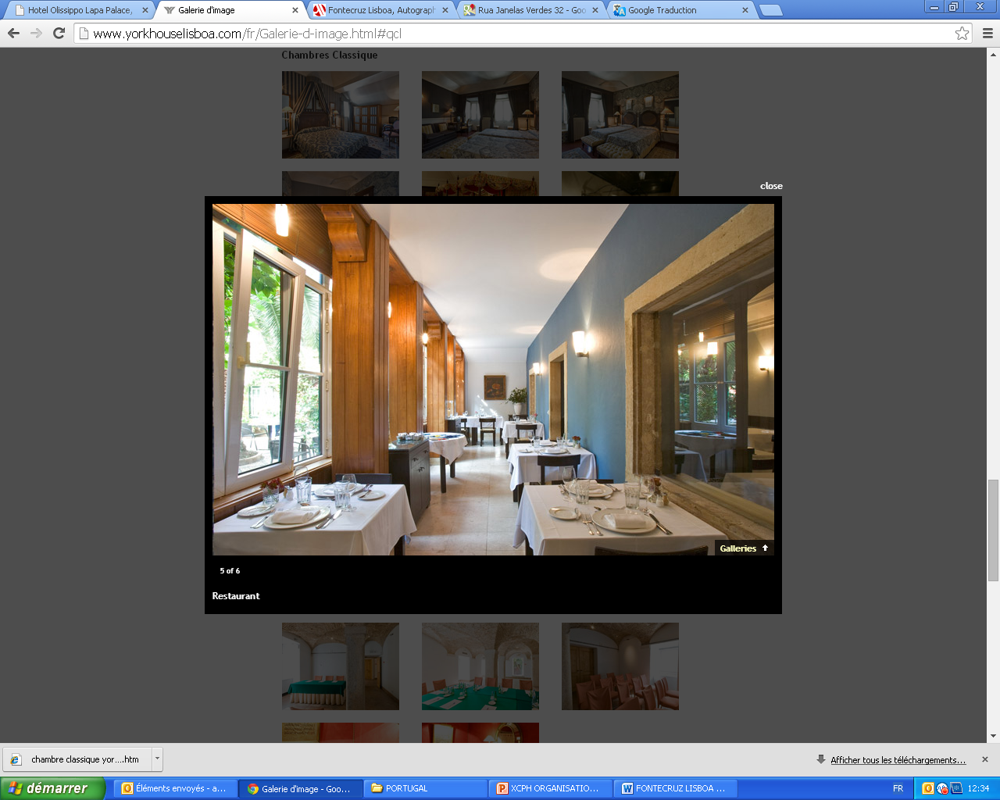 Hotel Olissippo Lapa Palace,
Galerie d'image
Fontecruz Lisboa, Autograph
Rua Janelas Verdes 32 - Goo
Google Traduction
www.yorkhouselisboa.com/fr/Galerie-d-image.html#qcl
Chambres Classique
close
Galleries
5 of 6
Restaurant
chambre classique yor....htm
Afficher tous les téléchargements...
démarrer
Éléments envoyés - a...
Galerie d'image - Goo...
PORTUGAL
XCPH ORGANISATIO...
FONTECRUZ LISBOA ...
FR
12:34